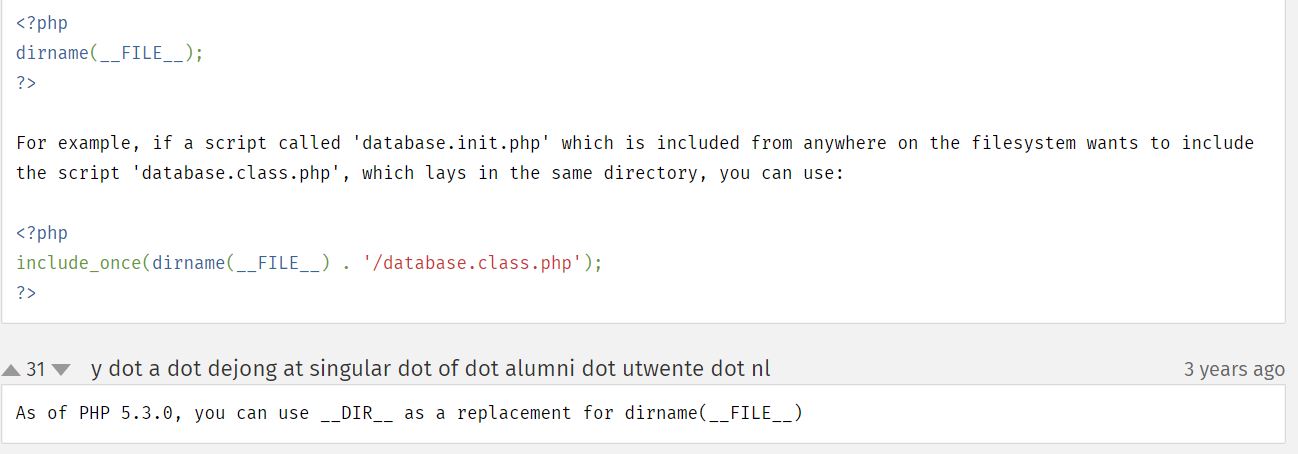 <?php
dirname(__FILE__);
?>
For example, if a script called 'database.init.php' which is included from anywhere on the filesystem wants to include
the script 'database.class.php', which lays in the same directory, you can use:
<?php
include_once(dirname(__FILE__) . '/database.class.php');
?>
31 y dot a dot dejong at singular dot of dot alumni dot utwente dot nl 3 years ago
As of PHP 5.3.0, you can use __DIR__ as a replacement for dirname(__FILE__)